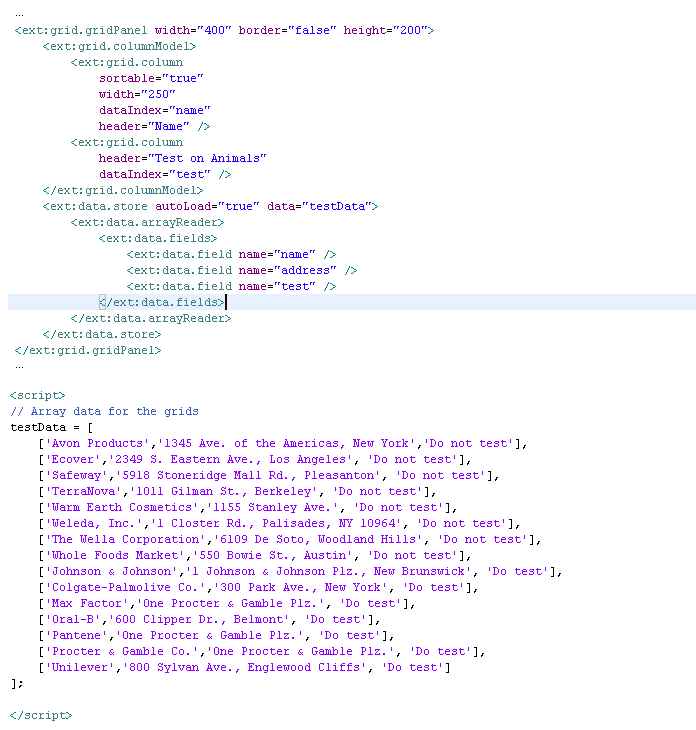 ...
<ext:grid.gridPanel width="400" border="false" height="200">
    <ext:grid.columnModel>
        <ext:grid.column
            sortable="true"
            width="250"
            dataIndex="name"
            header="Name" />
        <ext:grid.column
            header="Test on Animals"
            dataIndex="test" />
    </ext:grid.columnModel>
    <ext:data.store autoLoad="true" data="testData">
        <ext:data.arrayReader>
            <ext:data.fields>
                <ext:data.field name="name" />
                <ext:data.field name="address" />
                <ext:data.field name="test" />
            </ext:data.fields>
        </ext:data.arrayReader>
    </ext:data.store>
</ext:grid.gridPanel>
...
<script>
// Array data for the grids
testData = [
    ['Avon Products','1345 Ave. of the Americas, New York','Do not test'],
    ['Ecover','2349 S. Eastern Ave., Los Angeles', 'Do not test'],
    ['Safeway','5918 Stoneridge Mall Rd., Pleasanton', 'Do not test'],
    ['TerraNova','1011 Gilman St., Berkeley', 'Do not test'],
    ['Warm Earth Cosmetics','1155 Stanley Ave.', 'Do not test'],
    ['Weleda, Inc.','1 Closter Rd., Palisades, NY 10964', 'Do not test'],
    ['The Wella Corporation','6109 De Soto, Woodland Hills', 'Do not test'],
    ['Whole Foods Market','550 Bowie St., Austin', 'Do not test'],
    ['Johnson & Johnson','1 Johnson & Johnson Plz., New Brunswick', 'Do test'],
    ['Colgate-Palmolive Co.','300 Park Ave., New York', 'Do test'],
    ['Max Factor','One Procter & Gamble Plz.', 'Do test'],
    ['Oral-B','600 Clipper Dr., Belmont', 'Do test'],
    ['Pantene','One Procter & Gamble Plz.', 'Do test'],
    ['Procter & Gamble Co.','One Procter & Gamble Plz.', 'Do test'],
    ['Unilever','800 Sylvan Ave., Englewood Cliffs', 'Do test']
];
</script>